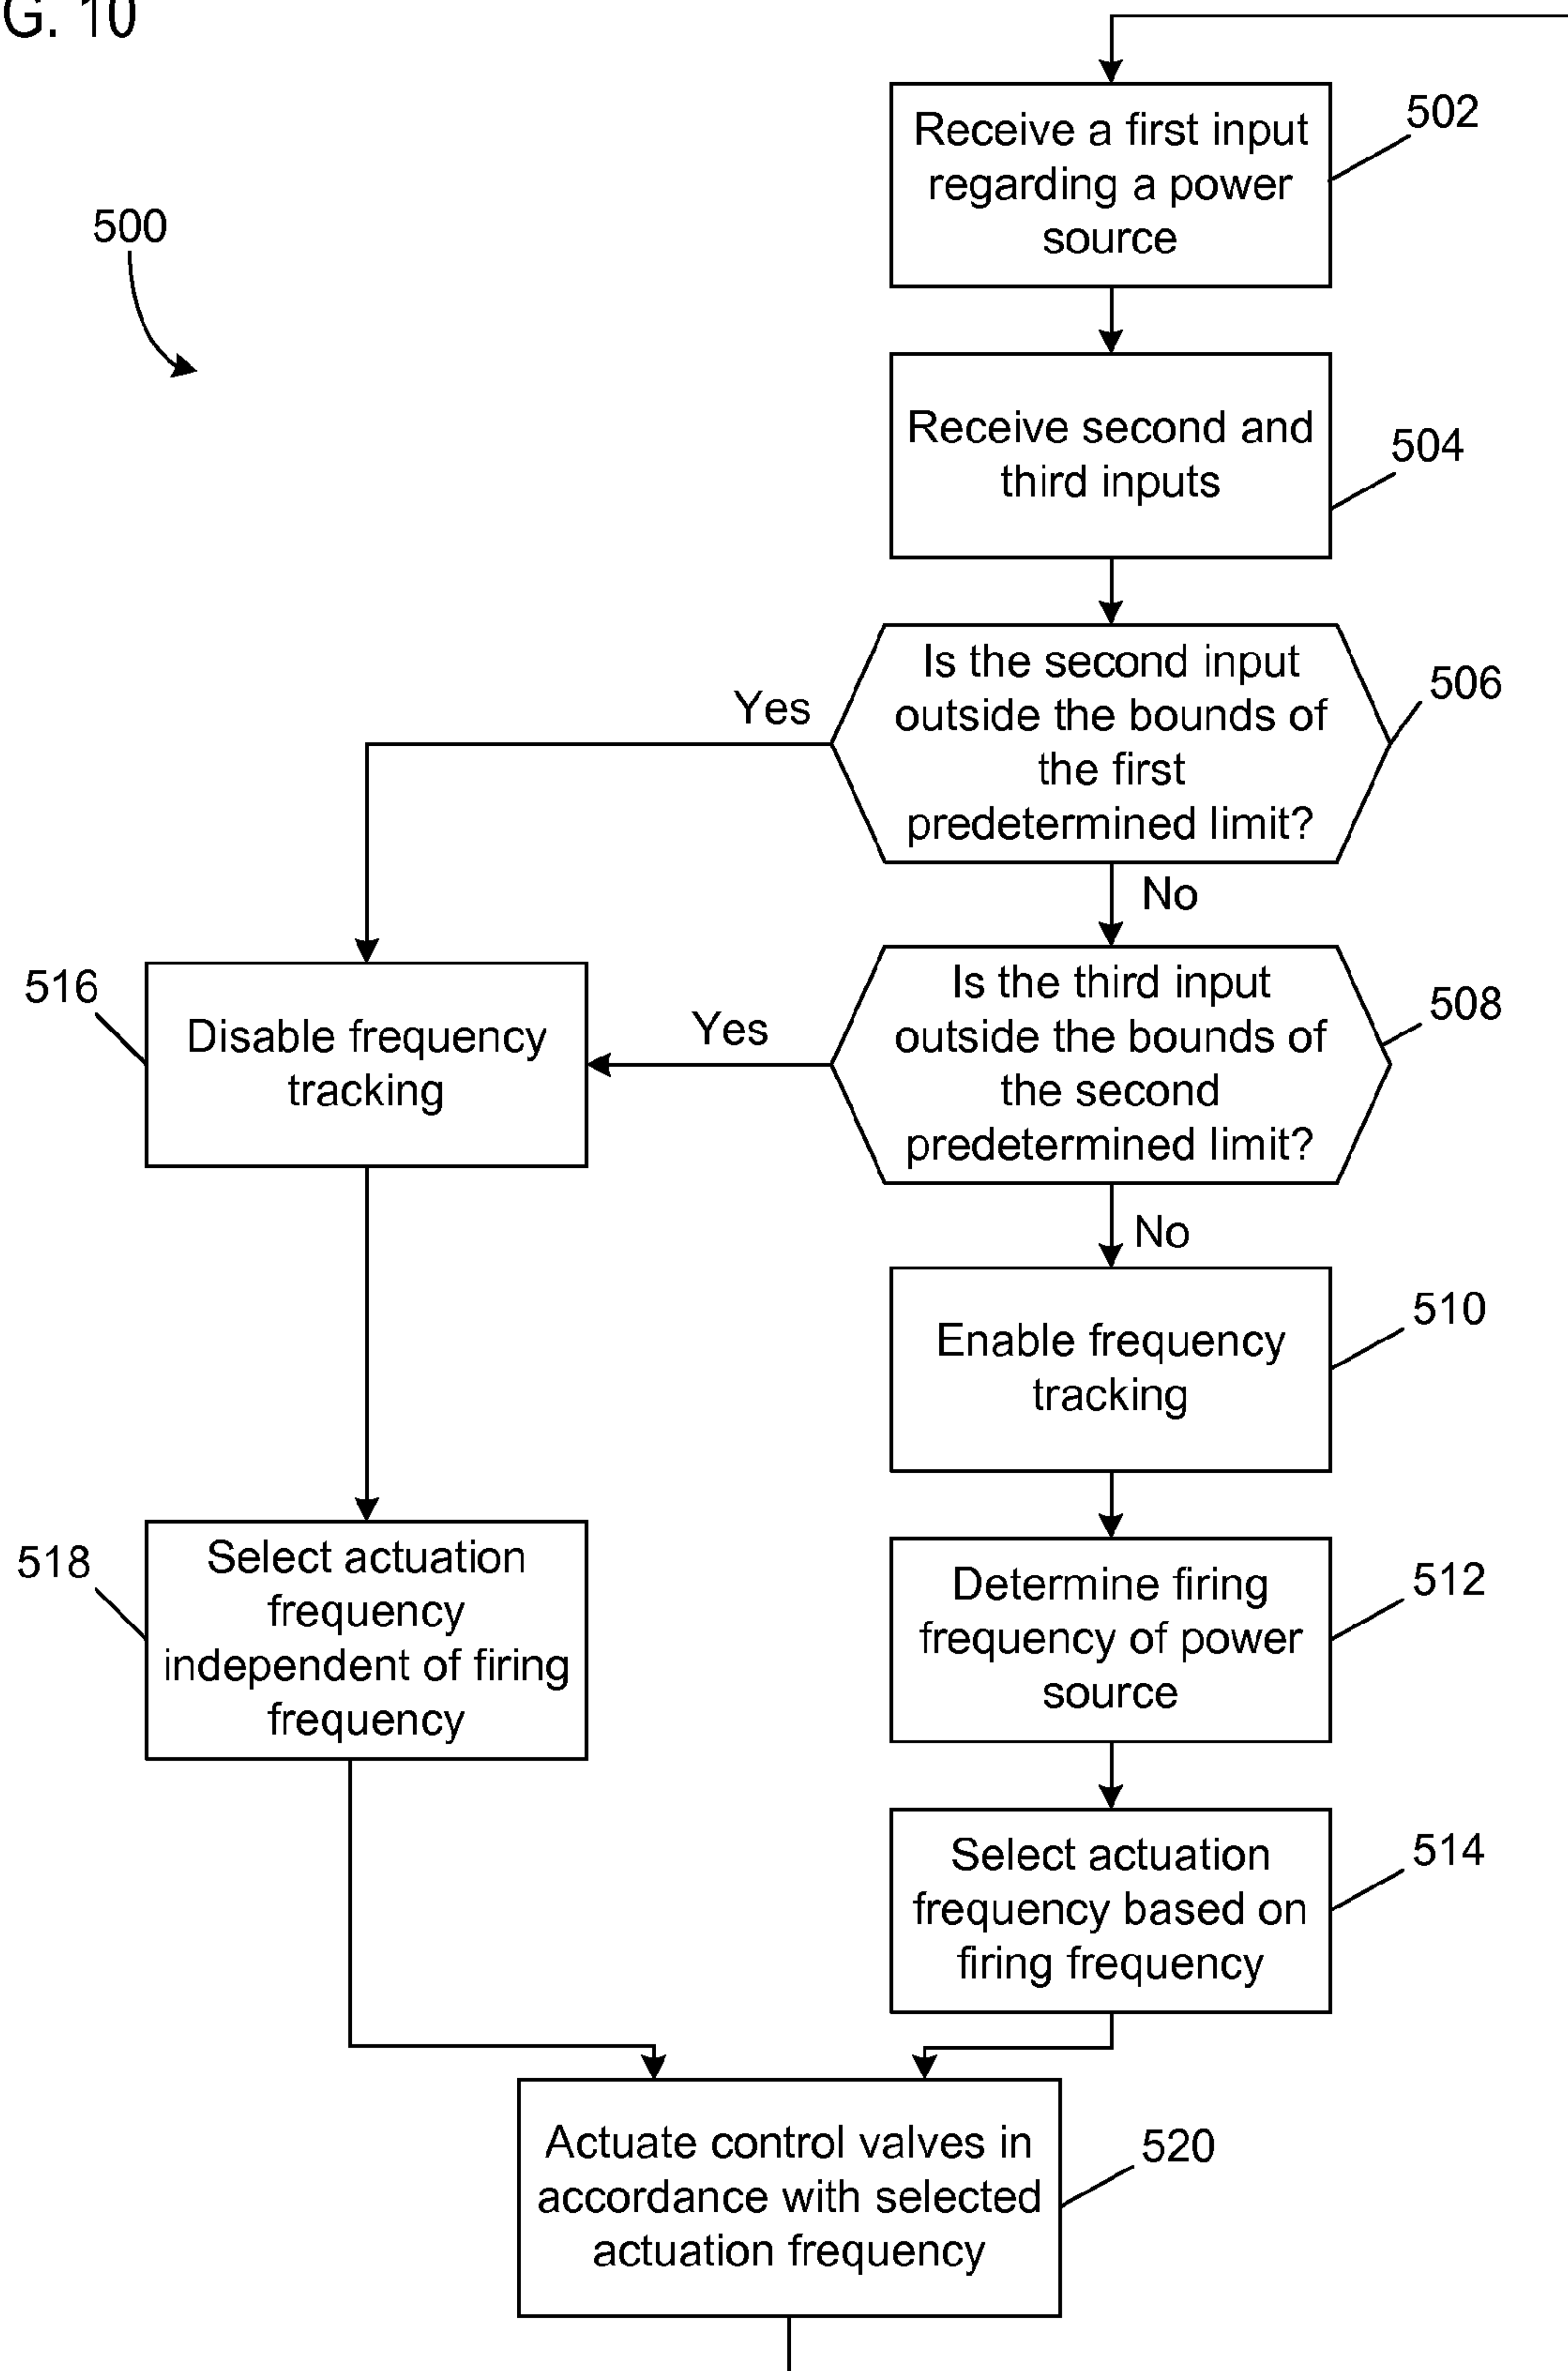 G. 10
500
Receive a first input
regarding a power
source
502
Receive second and
third inputs
504
Is the second input
outside the bounds of
the first
predetermined limit?
506
Yes
No
Is the third input
outside the bounds of
the second
predetermined limit?
508
Yes
No
516
Disable frequency
tracking
Enable frequency
tracking
510
518
Select actuation
frequency
independent of firing
frequency
Determine firing
frequency of power
source
512
Select actuation
frequency based on
firing frequency
514
Actuate control valves in
accordance with selected
actuation frequency
520